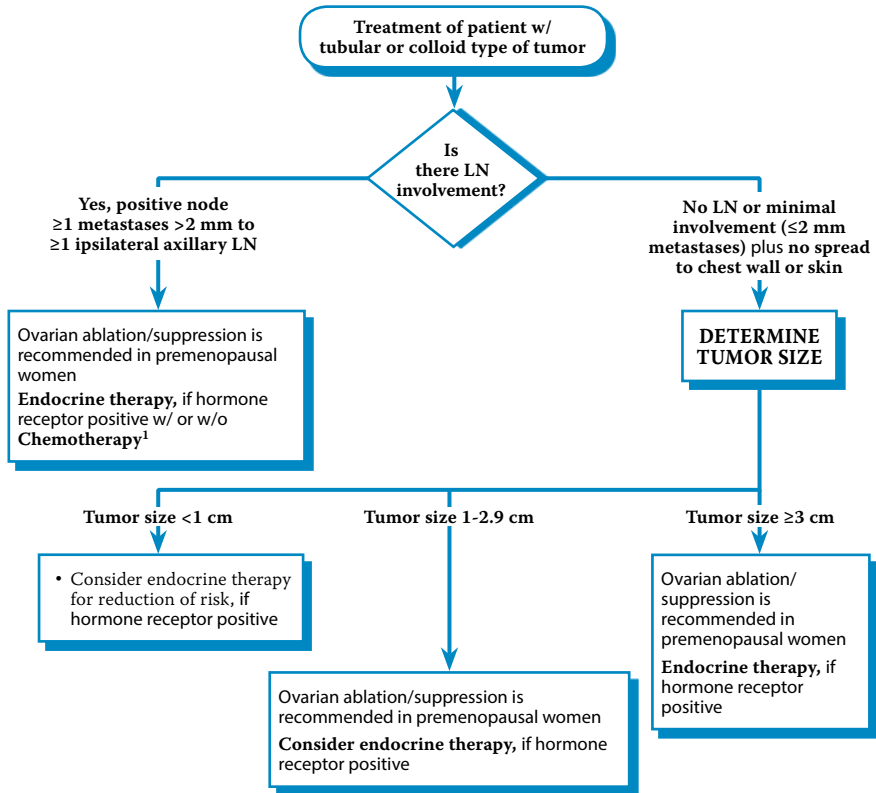 Treatment of patient w/
tubular or colloid type of tumor
Is
there LN
involvement?
Yes, positive node
≥1 metastases >2 mm to
≥1 ipsilateral axillary LN
No LN or minimal
involvement (≤2 mm
metastases) plus no spread
to chest wall or skin
Ovarian ablation/suppression is
recommended in premenopausal
women
Endocrine therapy, if hormone
receptor positive w/ or w/o
Chemotherapy¹
DETERMINE
TUMOR SIZE
Tumor size <1 cm
Tumor size 1-2.9 cm
Tumor size ≥3 cm
• Consider endocrine therapy
for reduction of risk, if
hormone receptor positive
Ovarian ablation/suppression is
recommended in premenopausal women
Consider endocrine therapy, if hormone
receptor positive
Ovarian ablation/
suppression is
recommended in
premenopausal women
Endocrine therapy, if
hormone receptor
positive